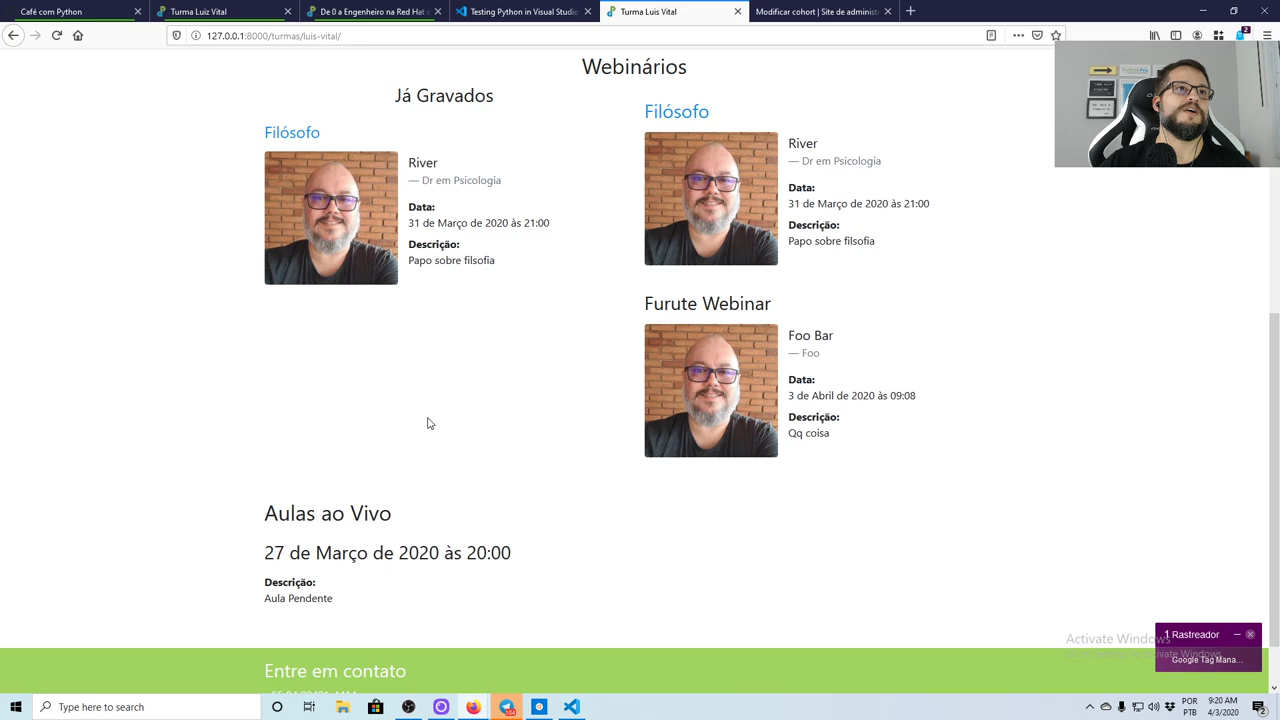 Café com Python
Turma Luiz Vital
De 0 a Engenheiro na Red Hat
Testing Python in Visual Studio
Turma Luis Vital
Modificar cohort | Site de administ
127.0.0.1:8000/turmas/luis-vital/
2
Webinários
Já Gravados
Filósofo
River
— Dr em Psicologia
Data:
31 de Março de 2020 às 21:00
Descrição:
Papo sobre filsofia
Filósofo
River
— Dr em Psicologia
Data:
31 de Março de 2020 às 21:00
Descrição:
Papo sobre filsofia
Furute Webinar
Foo Bar
— Foo
Data:
3 de Abril de 2020 às 09:08
Descrição:
Qq coisa
Aulas ao Vivo
27 de Março de 2020 às 20:00
Descrição:
Aula Pendente
Activate Windows
1 Rastreador
Google Tag Mana...
Entre em contato
Type here to search
POR
PTB
9:20 AM
4/3/2020
2